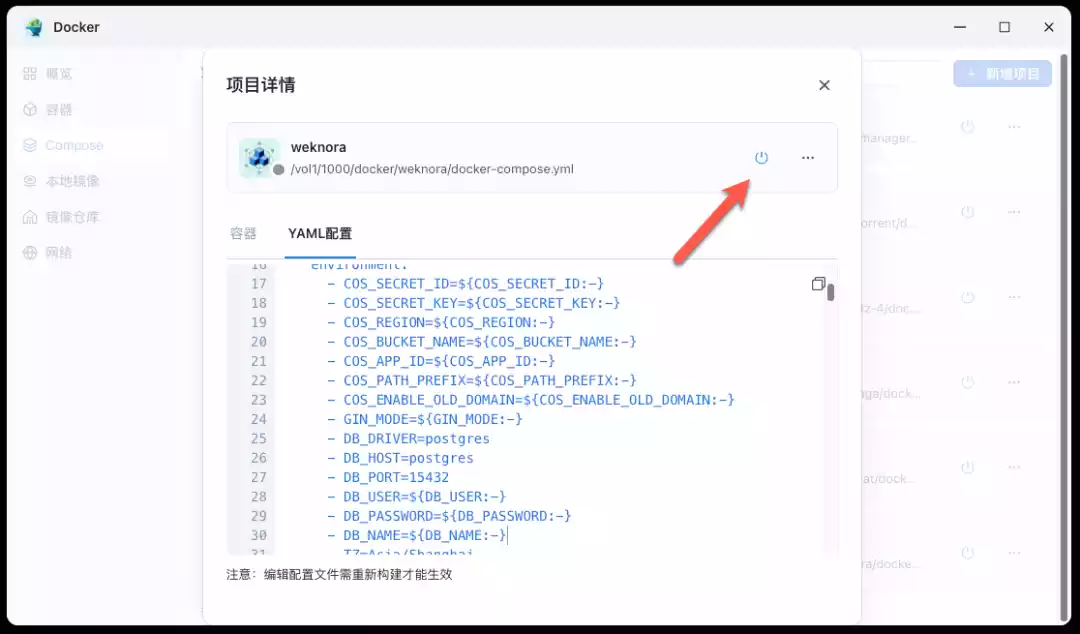 Docker
概览
容器
Compose
本地镜像
镜像仓库
网络
+ 新增项目
项目详情
weknora
/vol1/1000/docker/weknora/docker-compose.yml
容器
YAML配置
16 environment:
17 - COS_SECRET_ID=${COS_SECRET_ID:-}
18 - COS_SECRET_KEY=${COS_SECRET_KEY:-}
19 - COS_REGION=${COS_REGION:-}
20 - COS_BUCKET_NAME=${COS_BUCKET_NAME:-}
21 - COS_APP_ID=${COS_APP_ID:-}
22 - COS_PATH_PREFIX=${COS_PATH_PREFIX:-}
23 - COS_ENABLE_OLD_DOMAIN=${COS_ENABLE_OLD_DOMAIN:-}
24 - GIN_MODE=${GIN_MODE:-}
25 - DB_DRIVER=postgres
26 - DB_HOST=postgres
27 - DB_PORT=15432
28 - DB_USER=${DB_USER:-}
29 - DB_PASSWORD=${DB_PASSWORD:-}
30 - DB_NAME=${DB_NAME:-}
31 - TZ=Asia/Shanghai
注意：编辑配置文件需重新构建才能生效
manager...
orrent/d...
rz-4/doc...
aga/dock...
at/dock...
ra/docke...